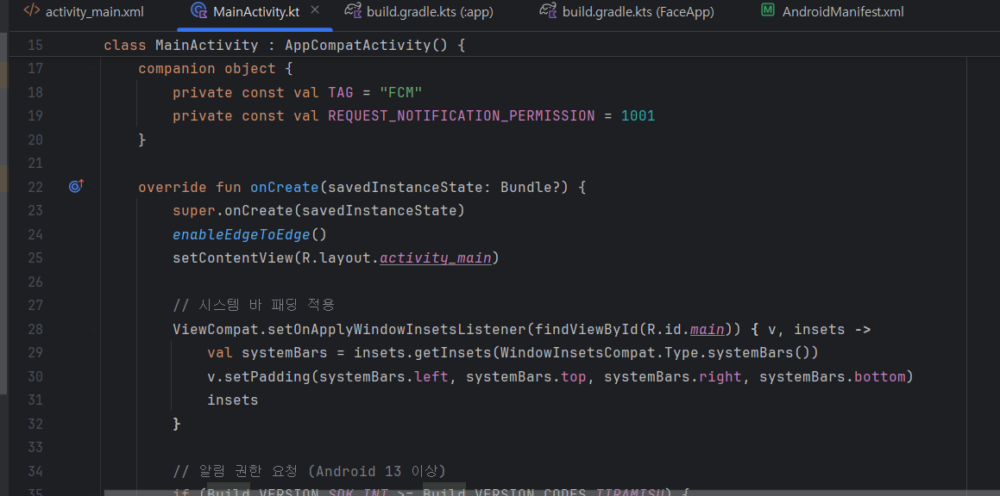 activity_main.xml MainActivity.kt build.gradle.kts (:app) build.gradle.kts (FaceApp) AndroidManifest.xml
15 class MainActivity : AppCompatActivity() {
17 companion object {
18 private const val TAG = "FCM"
19 private const val REQUEST_NOTIFICATION_PERMISSION = 1001
20 }
21
22 override fun onCreate(savedInstanceState: Bundle?) {
23 super.onCreate(savedInstanceState)
24 enableEdgeToEdge()
25 setContentView(R.layout.activity_main)
26
27 // 시스템 바 패딩 적용
28 ViewCompat.setOnApplyWindowInsetsListener(findViewById(R.id.main)) { v, insets ->
29 val systemBars = insets.getInsets(WindowInsetsCompat.Type.systemBars())
30 v.setPadding(systemBars.left, systemBars.top, systemBars.right, systemBars.bottom)
31 insets
32 }
33
34 // 알림 권한 요청 (Android 13 이상)
35 if (Build.VERSION.SDK_INT >= Build.VERSION_CODES.TIRAMISU) {